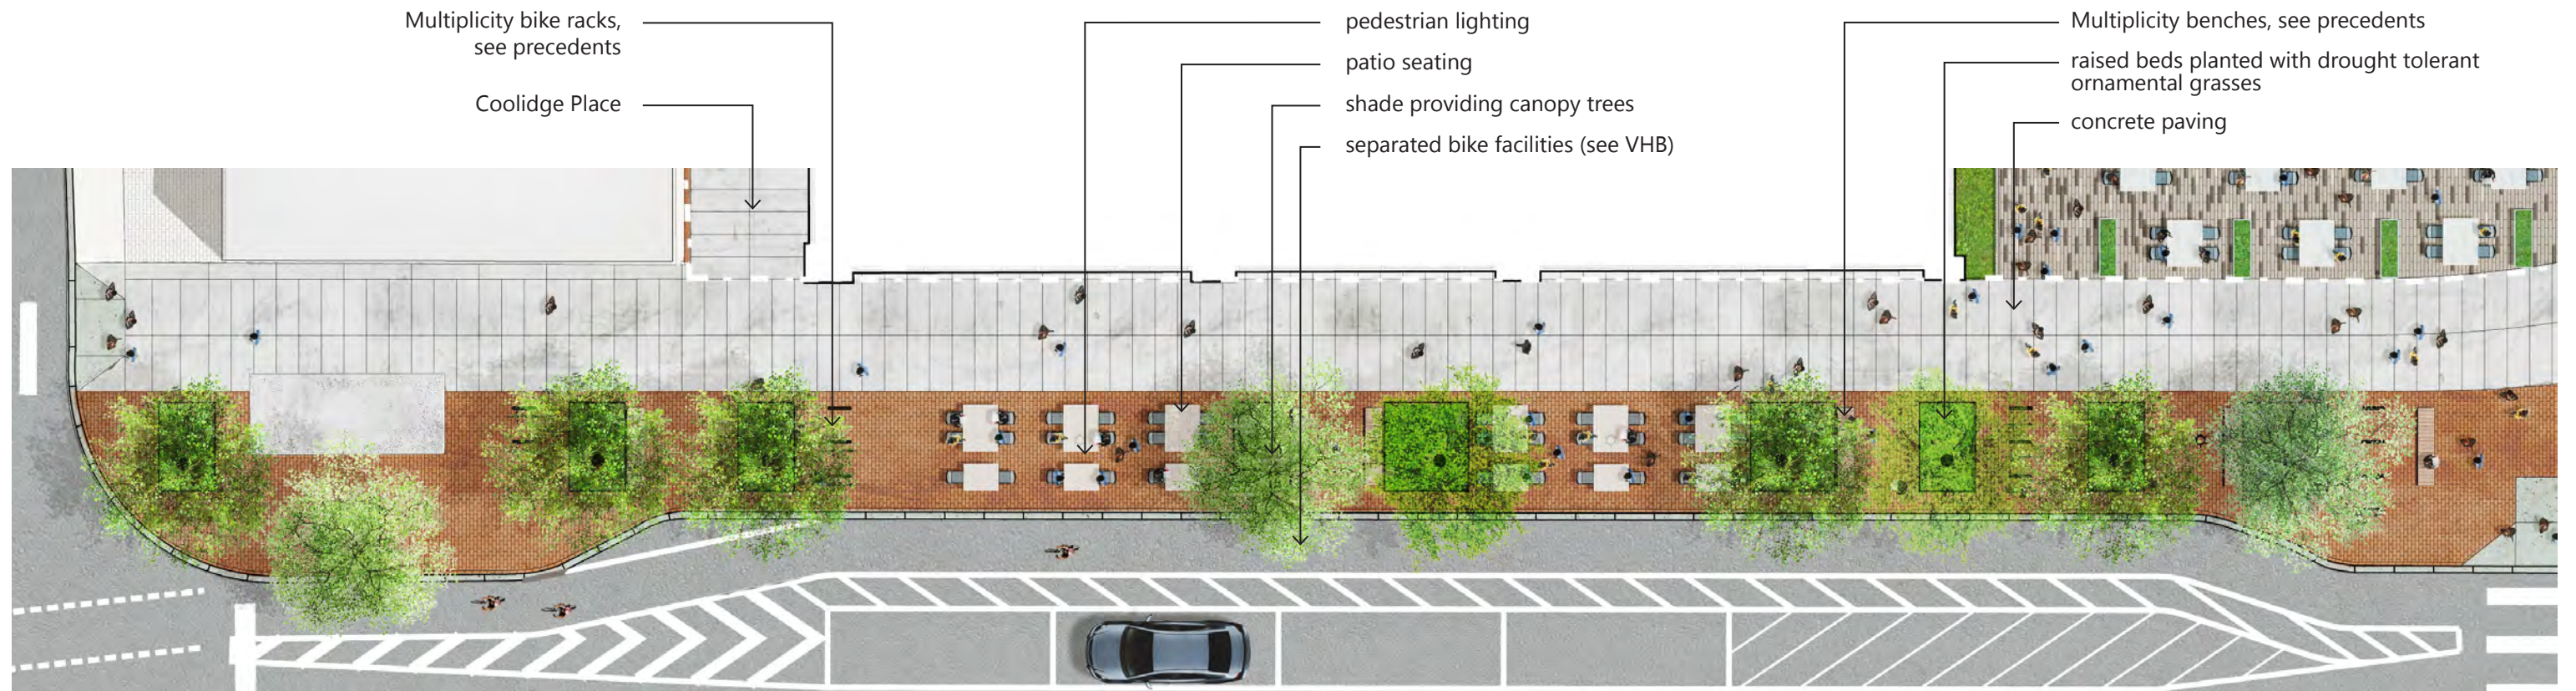 Multiplicity bike racks,
see precedents
Coolidge Place
pedestrian lighting
patio seating
shade providing canopy trees
separated bike facilities (see VHB)
Multiplicity benches, see precedents
raised beds planted with drought tolerant
ornamental grasses
concrete paving